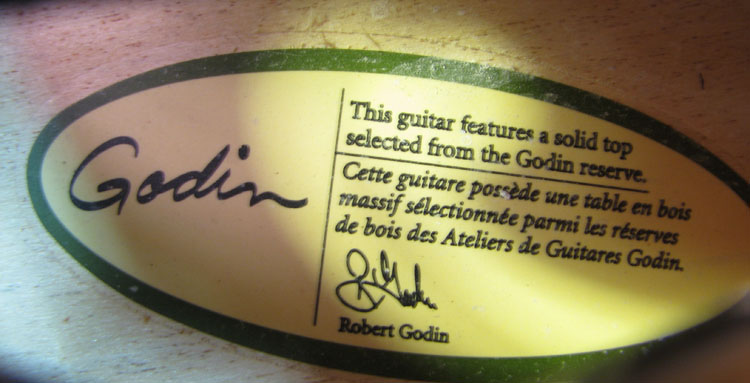 Godin
This guitar features a solid top
selected from the Godin reserve.
Cette guitare possède une table en bois
massif sélectionnée parmi les réserves
de bois des Ateliers de Guitares Godin.
R. Godin
Robert Godin